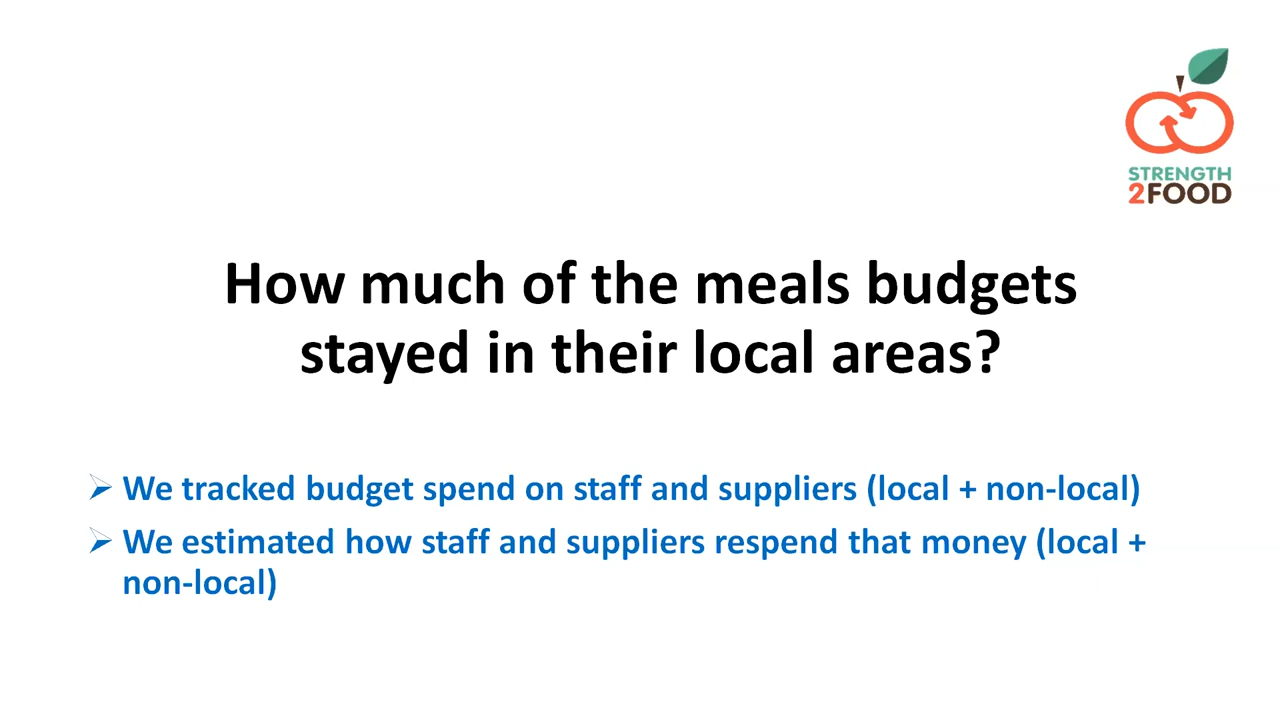 STRENGTH
2FOOD
How much of the meals budgets
stayed in their local areas?
We tracked budget spend on staff and suppliers (local + non-local)
We estimated how staff and suppliers respend that money (local +
non-local)